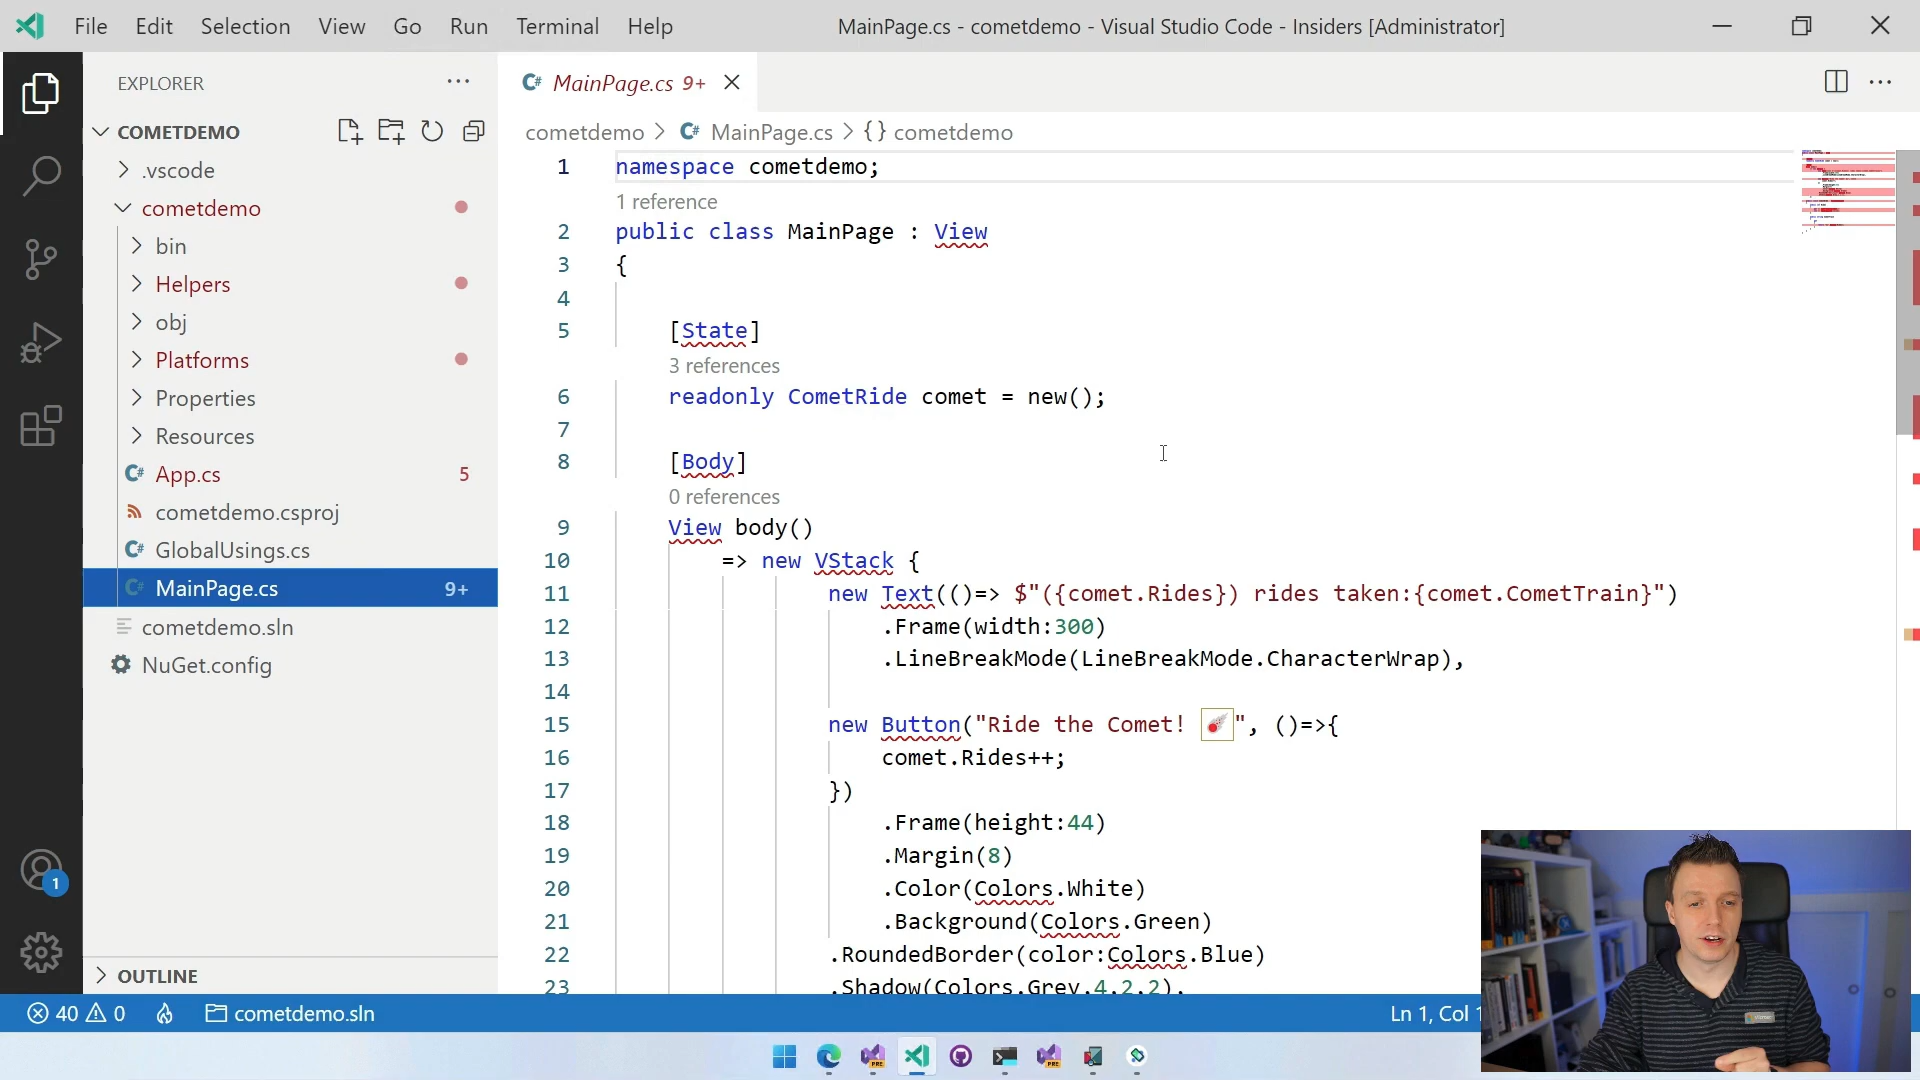 File Edit Selection View Go Run Terminal Help MainPage.cs - cometdemo - Visual Studio Code - Insiders [Administrator]
EXPLORER
MainPage.cs 9+
COMETDEMO
cometdemo > MainPage.cs > {} cometdemo
.vscode
cometdemo
bin
Helpers
obj
Platforms
Properties
Resources
App.cs 5
cometdemo.csproj
GlobalUsings.cs
MainPage.cs 9+
cometdemo.sln
NuGet.config
OUTLINE
1 namespace cometdemo;
1 reference
2 public class MainPage : View
3 {
4
5 [State]
3 references
6 readonly CometRide comet = new();
7
8 [Body]
0 references
9 View body()
10 => new VStack {
11 new Text(()=> $"({comet.Rides}) rides taken:{comet.CometTrain}")
12 .Frame(width:300)
13 .LineBreakMode(LineBreakMode.CharacterWrap),
14
15 new Button("Ride the Comet! ☄️", ()=>{
16 comet.Rides++;
17 })
18 .Frame(height:44)
19 .Margin(8)
20 .Color(Colors.White)
21 .Background(Colors.Green)
22 .RoundedBorder(color:Colors.Blue)
23 .Shadow(Colors.Grey,4,2,2),
1
40 0 cometdemo.sln Ln 1, Col 1
PRE PRE